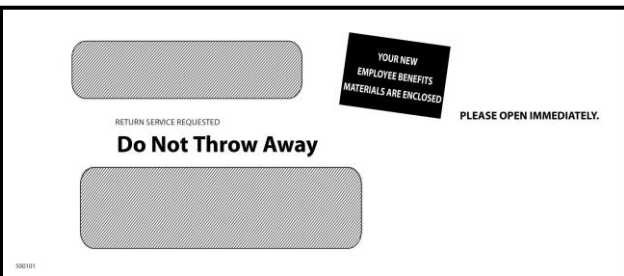 YOUR NEW
EMPLOYEE BENEFITS
MATERIALS ARE ENCLOSED
PLEASE OPEN IMMEDIATELY.
RETURN SERVICE REQUESTED
Do Not Throw Away
500101